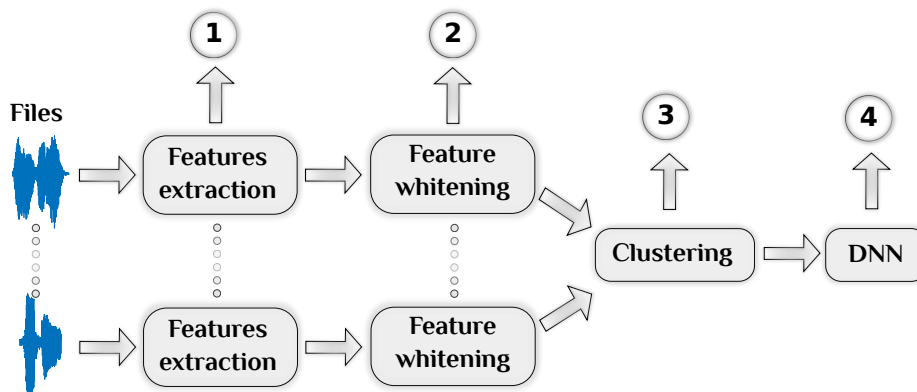 1
2
Files
3
4
Features
extraction
Feature
whitening
Clustering
DNN
Features
extraction
Feature
whitening